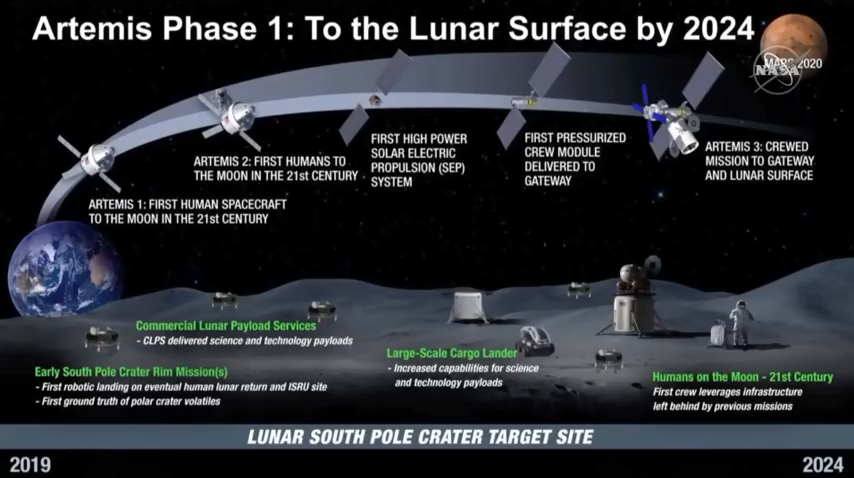 Artemis Phase 1: To the Lunar Surface by 2024
MARS 2020
NASA
ARTEMIS 1: FIRST HUMAN SPACECRAFT
TO THE MOON IN THE 21st CENTURY
ARTEMIS 2: FIRST HUMANS TO
THE MOON IN THE 21st CENTURY
FIRST HIGH POWER
SOLAR ELECTRIC
PROPULSION (SEP)
SYSTEM
FIRST PRESSURIZED
CREW MODULE
DELIVERED TO
GATEWAY
ARTEMIS 3: CREWED
MISSION TO GATEWAY
AND LUNAR SURFACE
Commercial Lunar Payload Services
- CLPS delivered science and technology payloads
Early South Pole Crater Rim Mission(s)
- First robotic landing on eventual human lunar return and ISRU site
- First ground truth of polar crater volatiles
Large-Scale Cargo Lander
- Increased capabilities for science
and technology payloads
Humans on the Moon - 21st Century
First crew leverages infrastructure
left behind by previous missions
LUNAR SOUTH POLE CRATER TARGET SITE
2019
2024